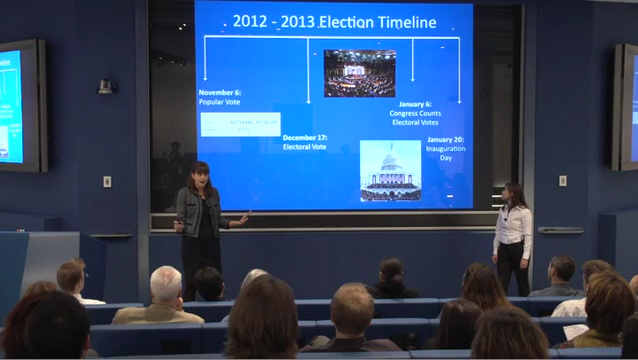 2012 - 2013 Election Timeline
November 6:
Popular Vote
December 17:
Electoral Vote
January 6:
Congress Counts
Electoral Votes
January 20:
Inauguration
Day